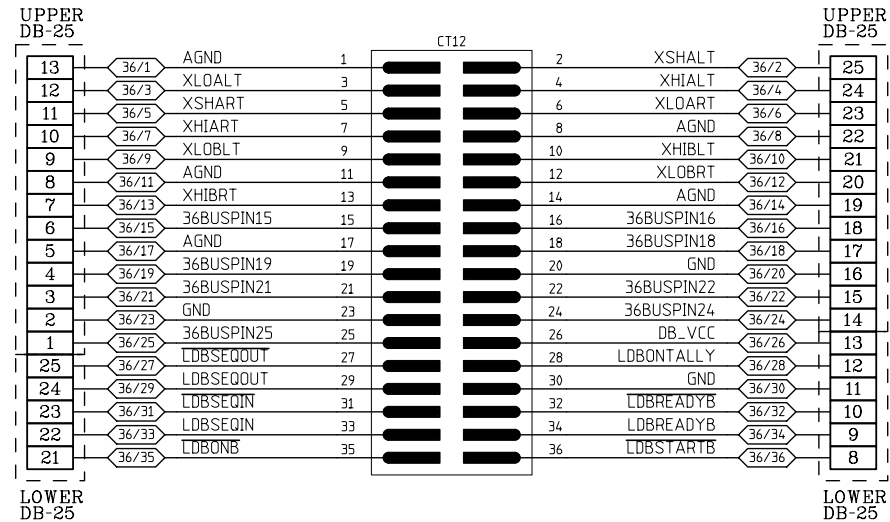 UPPER
DB-25
UPPER
DB-25
CT12
13 36/1 AGND 1 2 XSHALT 36/2 25
12 36/3 XLOALT 3 4 XHIALT 36/4 24
11 36/5 XSHART 5 6 XLOART 36/6 23
10 36/7 XHIART 7 8 AGND 36/8 22
9 36/9 XLOBLT 9 10 XHIBLT 36/10 21
8 36/11 AGND 11 12 XLOBRT 36/12 20
7 36/13 XHIBRT 13 14 AGND 36/14 19
6 36/15 36BUSPIN15 15 16 36BUSPIN16 36/16 18
5 36/17 AGND 17 18 36BUSPIN18 36/18 17
4 36/19 36BUSPIN19 19 20 GND 36/20 16
3 36/21 36BUSPIN21 21 22 36BUSPIN22 36/22 15
2 36/23 GND 23 24 36BUSPIN24 36/24 14
1 36/25 36BUSPIN25 25 26 DB_VCC 36/26 13
25 36/27 LDBSEQOUT 27 28 LDBONTALLY 36/28 12
24 36/29 LDBSEQOUT 29 30 GND 36/30 11
23 36/31 LDBSEQIN 31 32 LDBREADYB 36/32 10
22 36/33 LDBSEQIN 33 34 LDBREADYB 36/34 9
21 36/35 LDBONB 35 36 LDBSTARTB 36/36 8
LOWER
DB-25
LOWER
DB-25